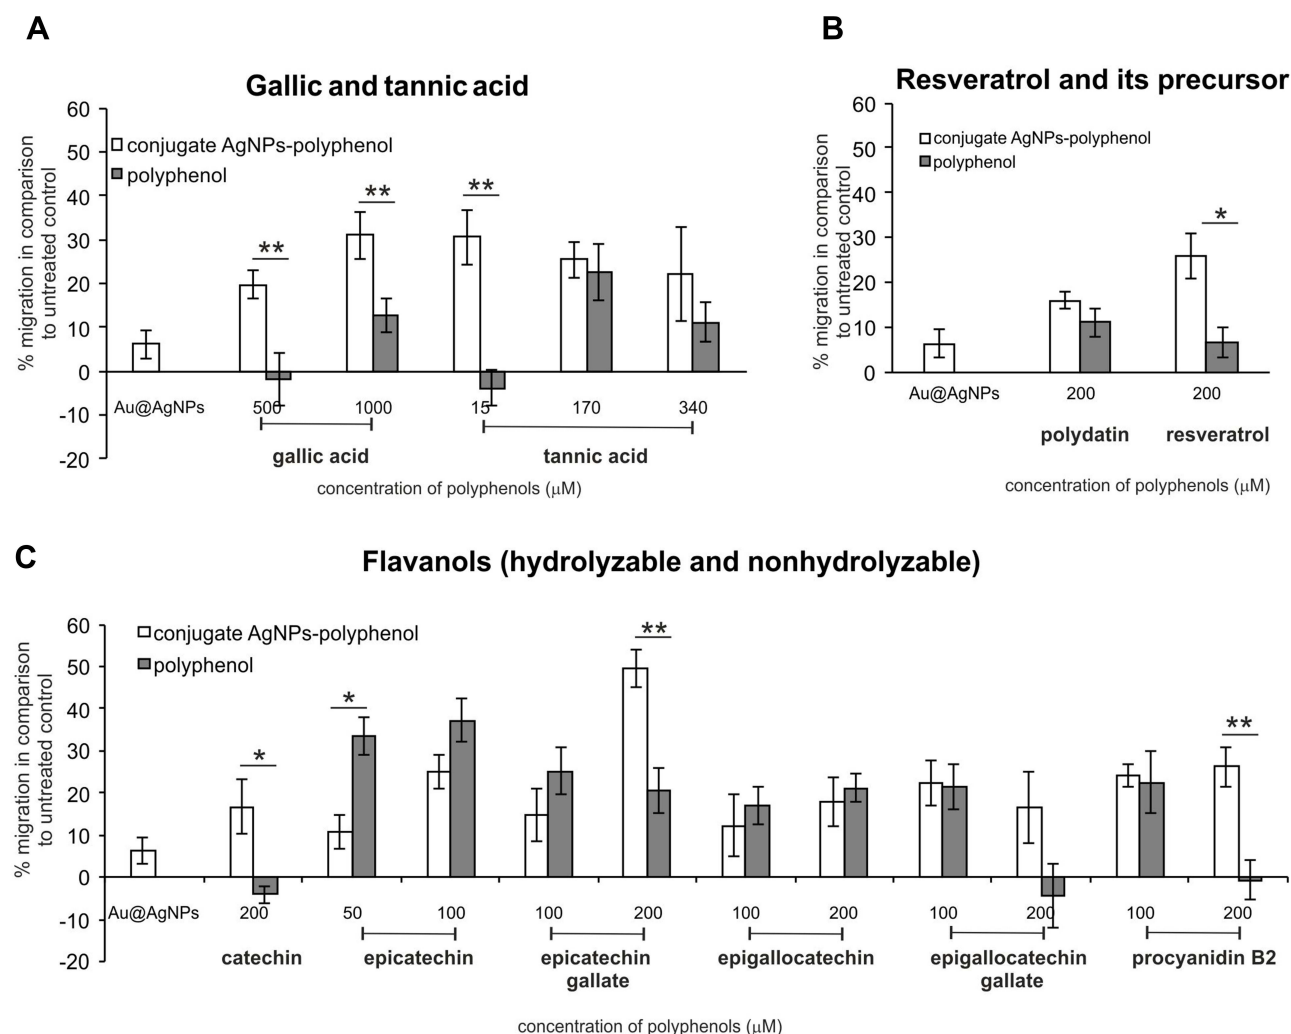 A
Gallic and tannic acid
% migration in comparison
to untreated control
60
50
40
30
20
10
0
-10
-20
conjugate AgNPs-polyphenol
polyphenol
**
**
**
Au@AgNPs
500
1000
15
170
340
gallic acid
tannic acid
concentration of polyphenols (μM)
B
Resveratrol and its precursor
% migration in comparison
to untreated control
60
50
40
30
20
10
0
conjugate AgNPs-polyphenol
polyphenol
*
Au@AgNPs
200
200
polydatin
resveratrol
concentration of polyphenols (μM)
C
Flavanols (hydrolyzable and nonhydrolyzable)
% migration in comparison
to untreated control
60
50
40
30
20
10
0
-10
-20
conjugate AgNPs-polyphenol
polyphenol
*
*
**
**
Au@AgNPs
200
50
100
100
200
100
200
100
200
100
200
catechin
epicatechin
epicatechin
gallate
epigallocatechin
epigallocatechin
gallate
procyanidin B2
concentration of polyphenols (μM)